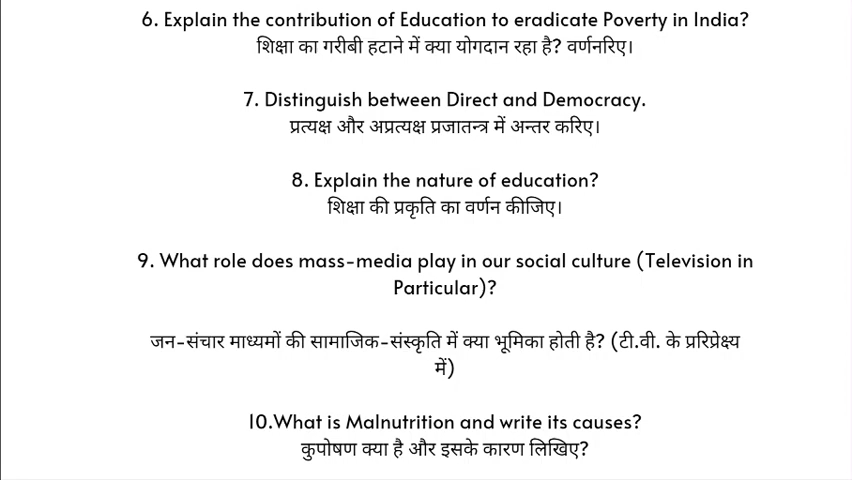 6. Explain the contribution of Education to eradicate Poverty in India?
शिक्षा का गरीबी हटाने में क्या योगदान रहा है? वर्णनरिए।
7. Distinguish between Direct and Democracy.
प्रत्यक्ष और अप्रत्यक्ष प्रजातन्त्र में अन्तर करिए।
8. Explain the nature of education?
शिक्षा की प्रकृति का वर्णन कीजिए।
9. What role does mass-media play in our social culture (Television in
Particular)?
जन-संचार माध्यमों की सामाजिक-संस्कृति में क्या भूमिका होती है? (टी.वी. के प्ररिप्रेक्ष्य
में)
10.What is Malnutrition and write its causes?
कुपोषण क्या है और इसके कारण लिखिए?